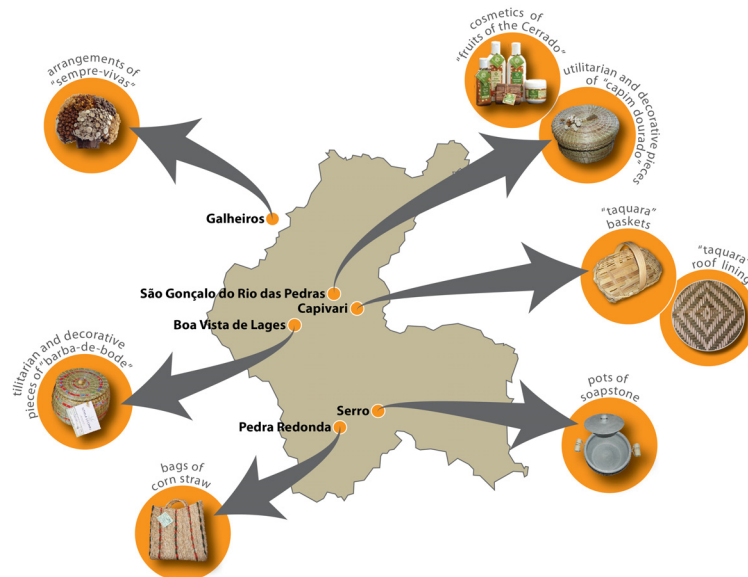 cosmetics of
"fruits of the Cerrado"
utilitarian and decorative pieces
of "capim dourado"
arrangements of
"sempre-vivas"
Galheiros
"taquara"
baskets
"taquara"
roof lining
São Gonçalo do Rio das Pedras
Capivari
Boa Vista de Lages
tilitarian and decorative
pieces of "barba-de-bode"
Serro
Pedra Redonda
pots of
soapstone
bags of
corn straw